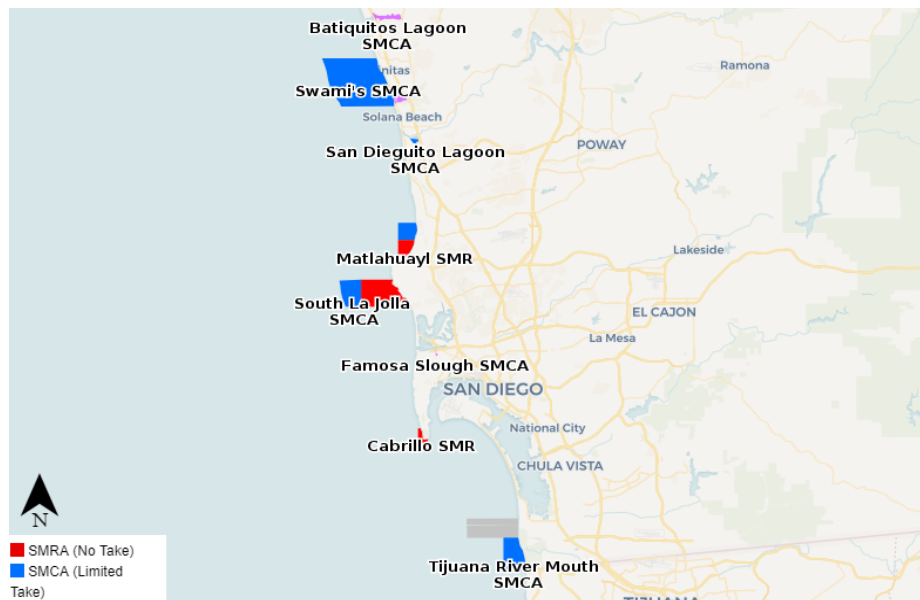 Batiquitos Lagoon
SMCA
nitas
Swami's SMCA
Solana Beach
San Dieguito Lagoon
SMCA
Ramona
POWAY
Matlahuayl SMR
Lakeside
South La Jolla
SMCA
EL CAJON
La Mesa
Famosa Slough SMCA
SAN DIEGO
National City
Cabrillo SMR
CHULA VISTA
N
SMRA (No Take)
SMCA (Limited
Take)
Tijuana River Mouth
SMCA
TIJUANA